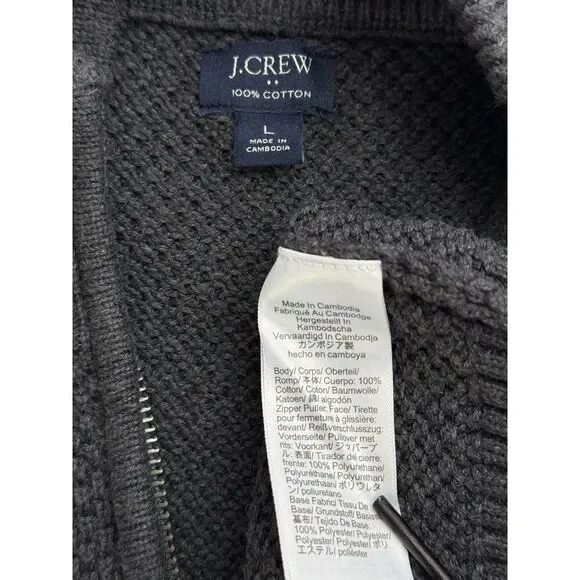 J.CREW
100% COTTON
L
MADE IN
CAMBODIA
Made In Cambodia
Fabriqué Au Cambodge
Hergestellt In
Kambodscha
Vervaardigd In Cambodja
カンボジア製
hecho en camboya
Body/ Corps/ Oberteil/
Romp/ 本体/ Cuerpo: 100%
Cotton/ Coton/ Baumwolle/
Katoen/ 綿/ algodón
Zipper Puller: Face/ Tirette
pour fermeture à glissière:
devant/ Reißverschlusszug:
Vorderseite/ Pullover met
rits: Voorkant/ ジッパープ
ル: 表面/ Tirador de cierre:
frente: 100% Polyurethane/
Polyuréthane/ Polyurethan/
Polyurethaan/ ポリウレタ
ン/ poliuretano
Base Fabric/ Tissu De
Base/ Grundstoff/ Basiss
基布/ Tejido De Base:
100% Polyester/ Polyester/
Polyester/ Polyester/ ポリ
エステル/ poliéster